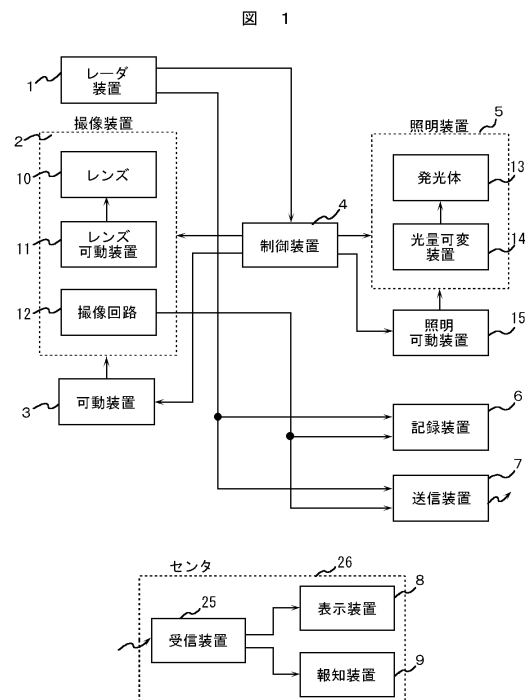 図 1
1
レーダ
装置
撮像装置
2
10
レンズ
11
レンズ
可動装置
12
撮像回路
3
可動装置
4
制御装置
照明装置
5
13
発光体
14
光量可変
装置
15
照明
可動装置
6
記録装置
7
送信装置
センタ
26
25
受信装置
8
表示装置
9
報知装置